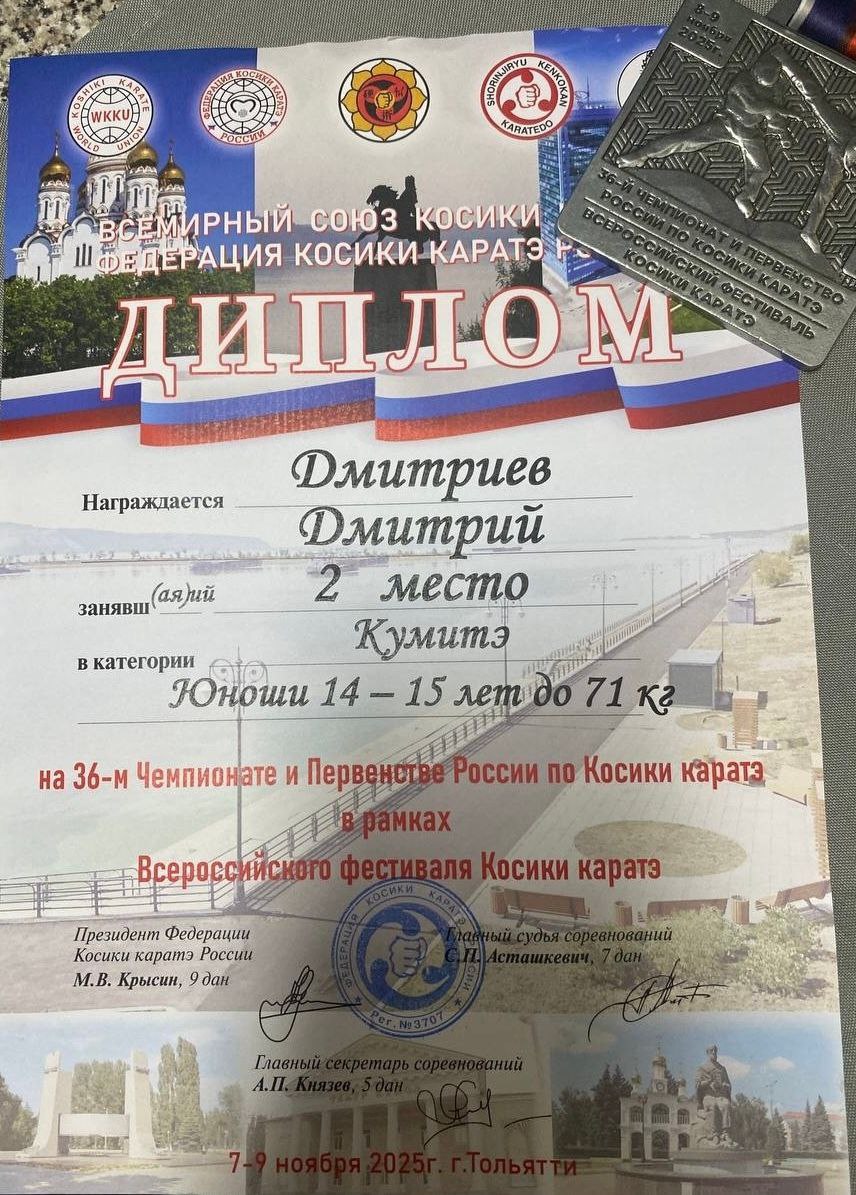 KOSHIKI KARATE
WKKU
WORLD UNION
ФЕДЕРАЦИЯ КОСИКИ КАРАТЭ
РОССИИ
SHORINJIRYU KENKOKAN
KARATEDO
8-9
ноября
2025г.
36-Й ЧЕМПИОНАТ И ПЕРВЕНСТВО
РОССИИ ПО КОСИКИ КАРАТЭ
ВСЕРОССИЙСКИЙ ФЕСТИВАЛЬ
КОСИКИ КАРАТЭ
ВСЕМИРНЫЙ СОЮЗ КОСИКИ
ФЕДЕРАЦИЯ КОСИКИ КАРАТЭ
ДИПЛОМ
Награждается Дмитриев
Дмитрий
занявш(ая)ий 2 место
в категории Кумитэ
Юноши 14 – 15 лет до 71 кг
на 36-м Чемпионате и Первенстве России по Косики каратэ
в рамках
Всероссийского фестиваля Косики каратэ
Президент Федерации
Косики каратэ России
М.В. Крысин, 9 дан
ФЕДЕРАЦИЯ КОСИКИ КАРАТЭ РОССИИ
Рег.№3707
Главный судья соревнований
С.П. Асташкевич, 7 дан
Главный секретарь соревнований
А.П. Князев, 5 дан
7-9 ноября 2025г. г.Тольятти